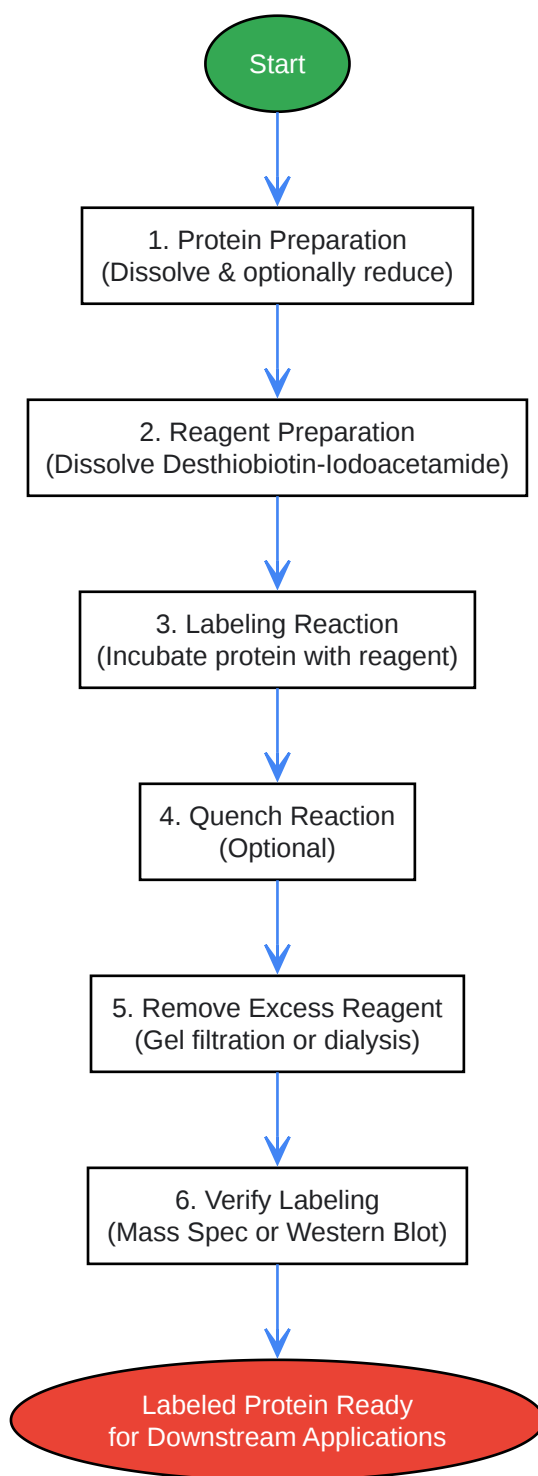 Start
1. Protein Preparation
(Dissolve & optionally reduce)
2. Reagent Preparation
(Dissolve Desthiobiotin-Iodoacetamide)
3. Labeling Reaction
(Incubate protein with reagent)
4. Quench Reaction
(Optional)
5. Remove Excess Reagent
(Gel filtration or dialysis)
6. Verify Labeling
(Mass Spec or Western Blot)
Labeled Protein Ready
for Downstream Applications